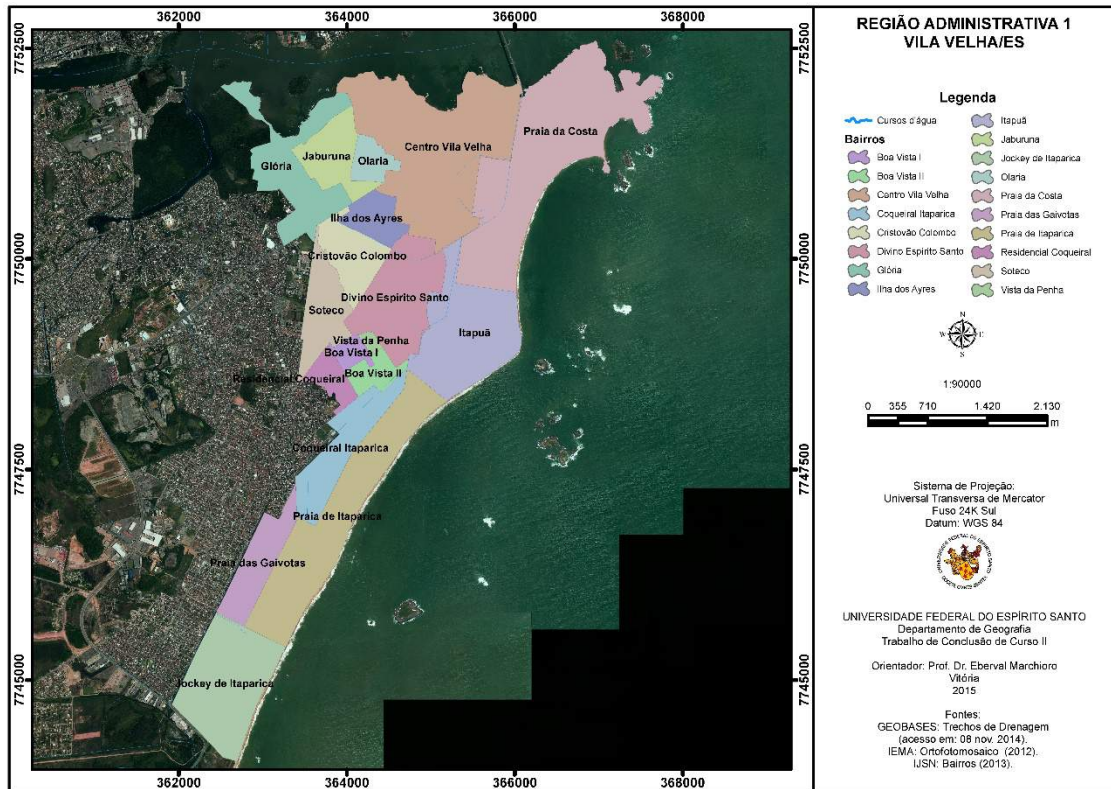 362000 364000 366000 368000
7752500
7750000
7747500
7745000
Praia da Costa
Centro Vila Velha
Jaburuna
Olaria
Glória
Ilha dos Ayres
Cristovão Colombo
Divino Espirito Santo
Soteco
Itapuã
Vista da Penha
Boa Vista I
Boa Vista II
Residencial Coqueiral
Coqueiral Itaparica
Praia de Itaparica
Praia das Gaivotas
Jockey de Itaparica
7752500
7750000
7747500
7745000
362000 364000 366000 368000
REGIÃO ADMINISTRATIVA 1
VILA VELHA/ES
Legenda
Cursos d'água
Bairros
Boa Vista I
Boa Vista II
Centro Vila Velha
Coqueiral Itaparica
Cristovão Colombo
Divino Espirito Santo
Glória
Ilha dos Ayres
Itapuã
Jaburuna
Jockey de Itaparica
Olaria
Praia da Costa
Praia das Gaivotas
Praia de Itaparica
Residencial Coqueiral
Soteco
Vista da Penha
N
W E
S
1:90000
0 355 710 1.420 2.130
m
Sistema de Projeção:
Universal Transversa de Mercator
Fuso 24K Sul
Datum: WGS 84
UNIVERSIDADE FEDERAL DO ESPÍRITO SANTO
Departamento de Geografia
Trabalho de Conclusão de Curso II
Orientador: Prof. Dr. Eberval Marchioro
Vitória
2015
Fontes:
GEOBASES: Trechos de Drenagem
(acesso em: 08 nov. 2014).
IEMA: Ortofotomosaico (2012).
IJSN: Bairros (2013).